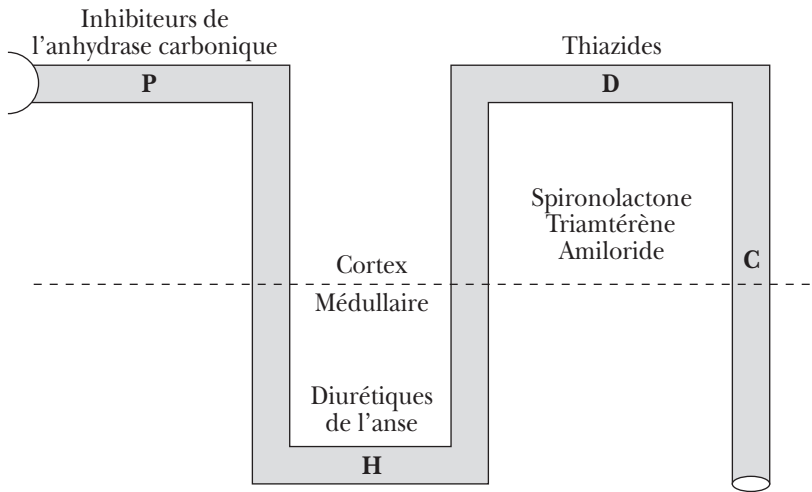 Inhibiteurs de
l’anhydrase carbonique
Thiazides
P
D
Spironolactone
Triamtérène
Amiloride
C
Cortex
Médullaire
Diurétiques
de l’anse
H